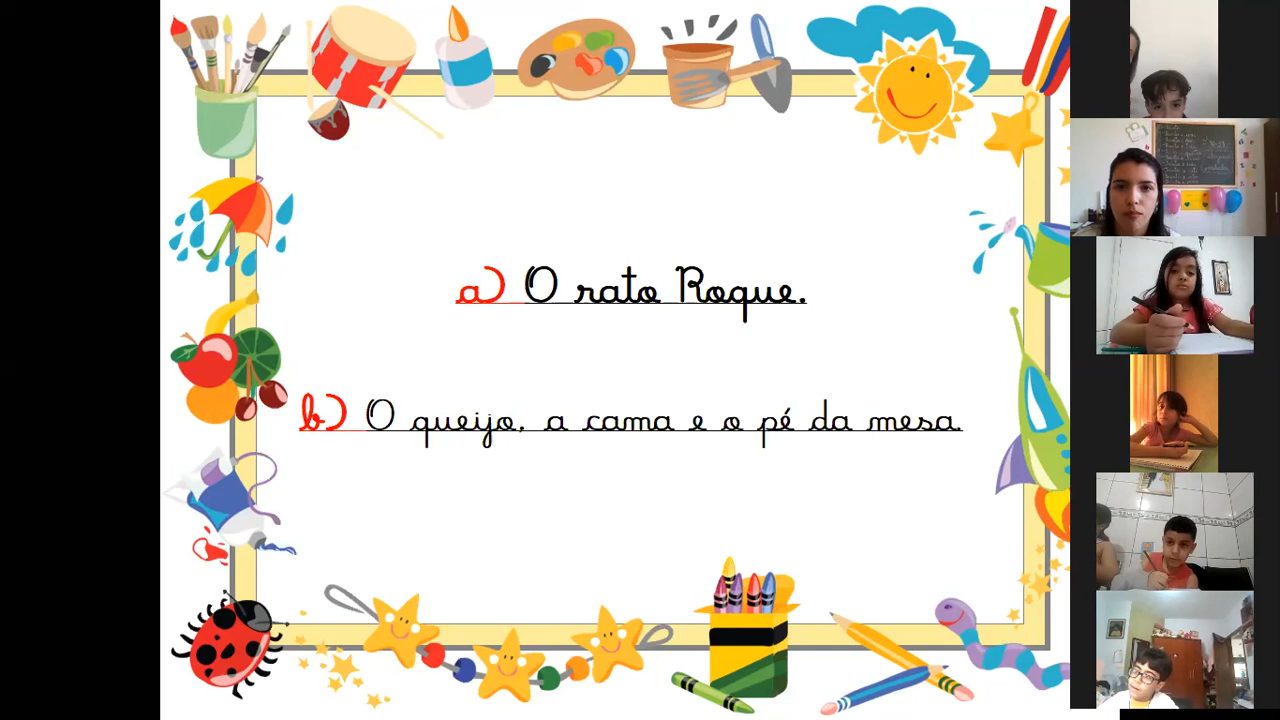 a) O rato Roque.
b) O queijo, a cama e o pé da mesa.